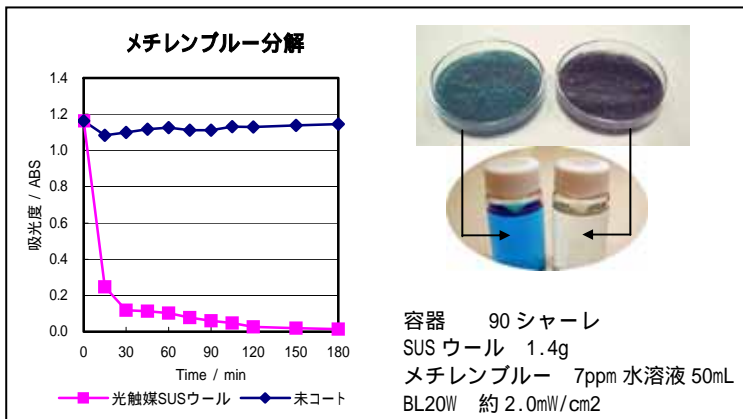 メチレンブルー分解
吸光度 / ABS
1.4
1.2
1.0
0.8
0.6
0.4
0.2
0.0
0 30 60 90 120 150 180
Time / min
光触媒SUSウール 未コート
容器 90 シャーレ
SUS ウール 1.4g
メチレンブルー 7ppm 水溶液 50mL
BL20W 約 2.0mW/cm2